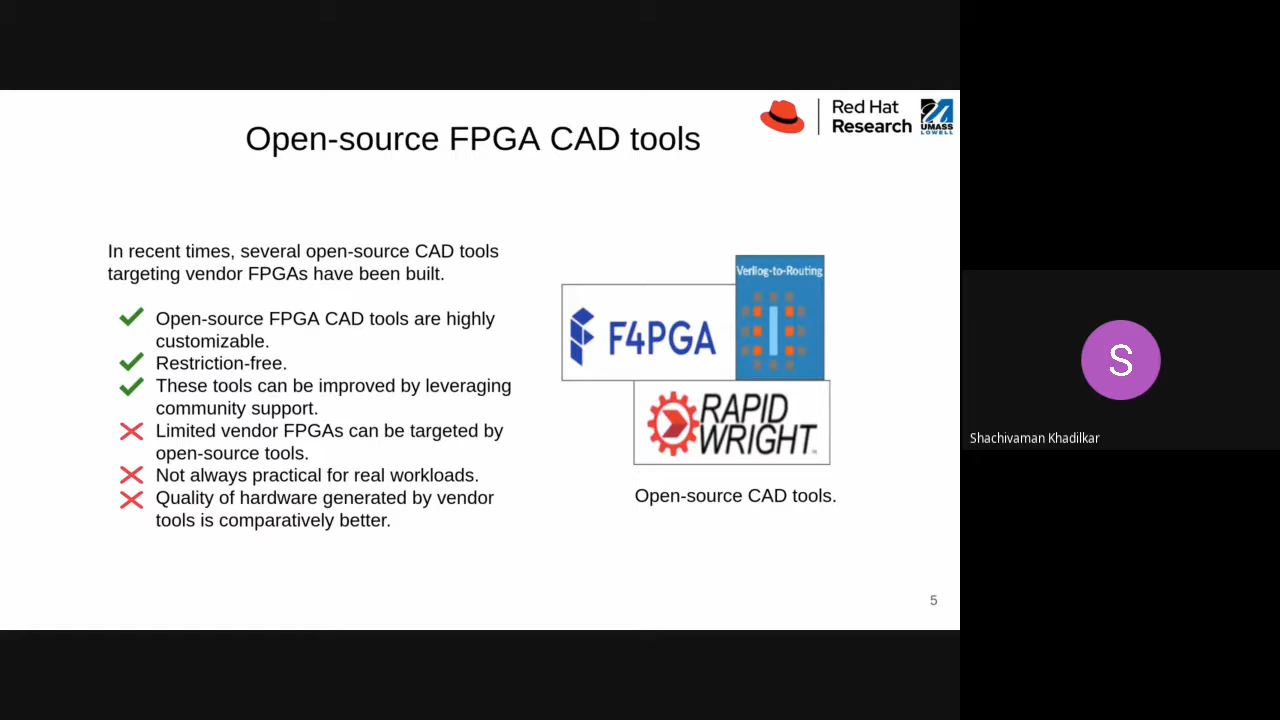 Red Hat
Research
UMASS
LOWELL
Open-source FPGA CAD tools
In recent times, several open-source CAD tools
targeting vendor FPGAs have been built.
Open-source FPGA CAD tools are highly
customizable.
Restriction-free.
These tools can be improved by leveraging
community support.
Limited vendor FPGAs can be targeted by
open-source tools.
Not always practical for real workloads.
Quality of hardware generated by vendor
tools is comparatively better.
Verilog-to-Routing
F4PGA
RAPID
WRIGHT
Open-source CAD tools.
5
S
Shachivaman Khadilkar